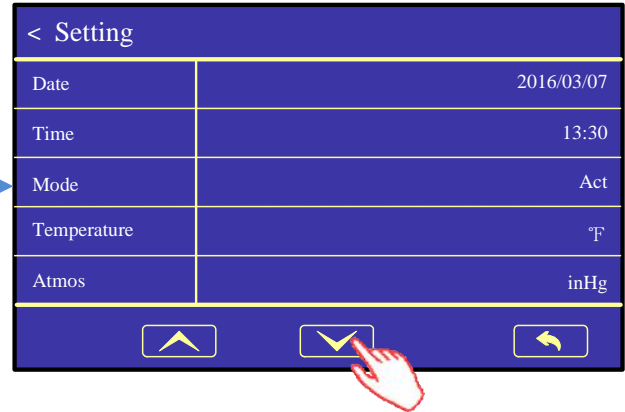 < Setting
Date 2016/03/07
Time 13:30
Mode Act
Temperature ℉
Atmos inHg